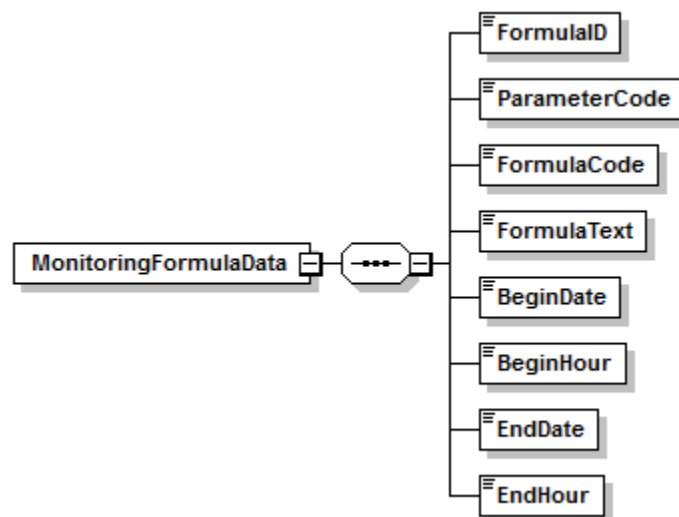 FormulaID
ParameterCode
FormulaCode
FormulaText
MonitoringFormulaData
BeginDate
BeginHour
EndDate
EndHour